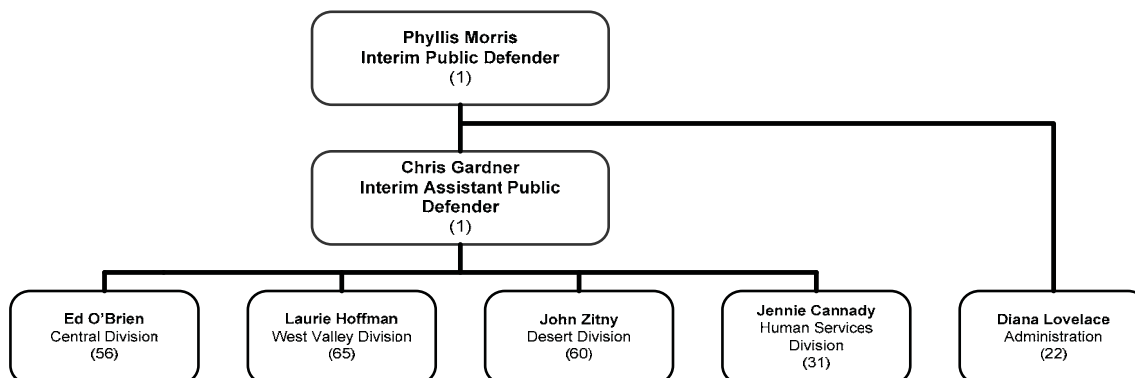 Phyllis Morris
Interim Public Defender
(1)
Chris Gardner
Interim Assistant Public
Defender
(1)
Ed O’Brien
Central Division
(56)
Laurie Hoffman
West Valley Division
(65)
John Zitny
Desert Division
(60)
Jennie Cannady
Human Services
Division
(31)
Diana Lovelace
Administration
(22)